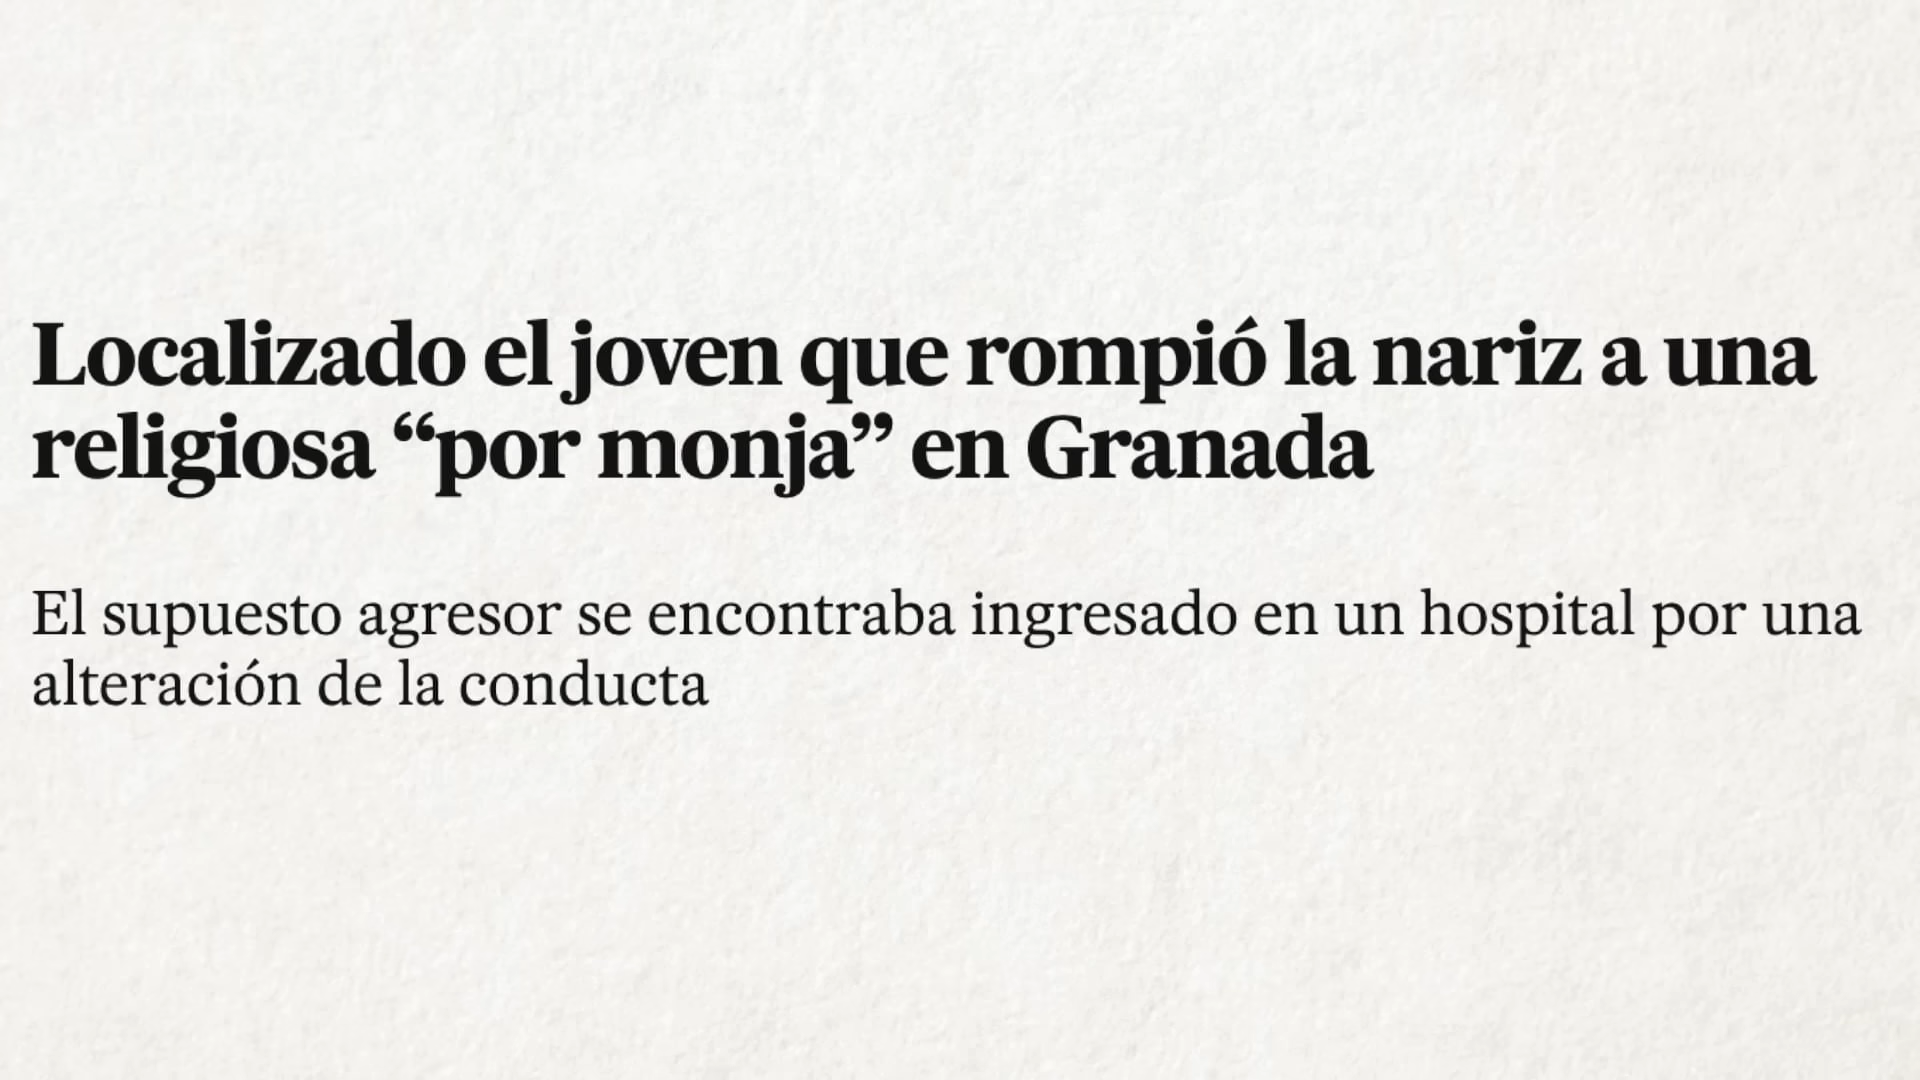 Localizado el joven que rompió la nariz a una
religiosa “por monja” en Granada
El supuesto agresor se encontraba ingresado en un hospital por una
alteración de la conducta